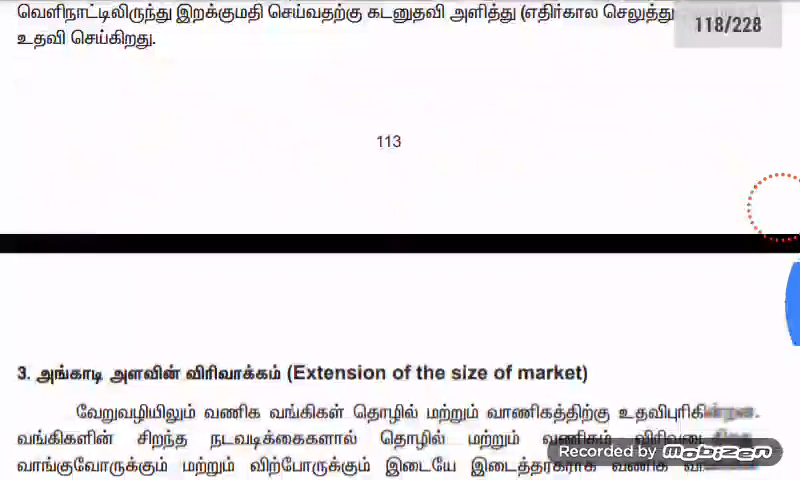 வெளிநாட்டிலிருந்து இறக்குமதி செய்வதற்கு கடனுதவி அளித்து (எதிர்கால செலுத்து
118/228
உதவி செய்கிறது.
113
3. அங்காடி அளவின் விரிவாக்கம் (Extension of the size of market)
வேறுவழியிலும் வணிக வங்கிகள் தொழில் மற்றும் வாணிகத்திற்கு உதவிபுரிகின்றன.
வங்கிகளின் சிறந்த நடவடிக்கைகளால் தொழில் மற்றும் வணிகம்
வாங்குவோருக்கும் மற்றும் விற்போருக்கும் இடையே இடைத்தரகராக வணிக
Recorded by mobizen